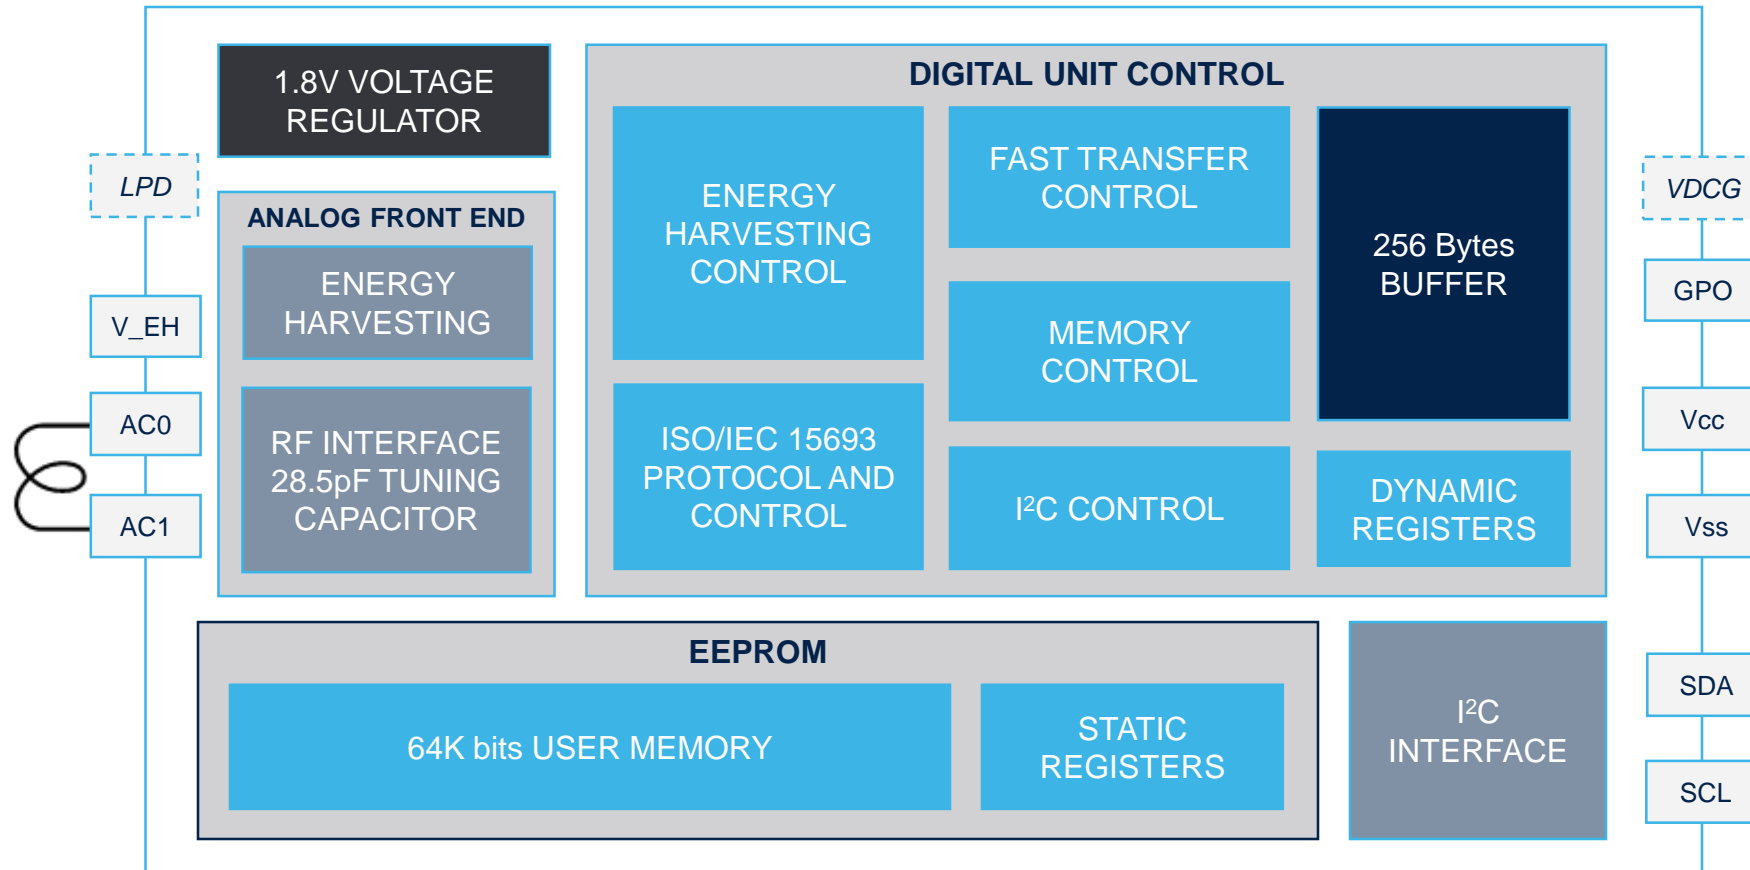 1.8V VOLTAGE
REGULATOR
LPD
ANALOG FRONT END
ENERGY
HARVESTING
V_EH
AC0
RF INTERFACE
28.5pF TUNING
CAPACITOR
AC1
DIGITAL UNIT CONTROL
ENERGY
HARVESTING
CONTROL
FAST TRANSFER
CONTROL
256 Bytes
BUFFER
MEMORY
CONTROL
ISO/IEC 15693
PROTOCOL AND
CONTROL
I²C CONTROL
DYNAMIC
REGISTERS
VDCG
GPO
Vcc
Vss
EEPROM
64K bits USER MEMORY
STATIC
REGISTERS
I²C
INTERFACE
SDA
SCL